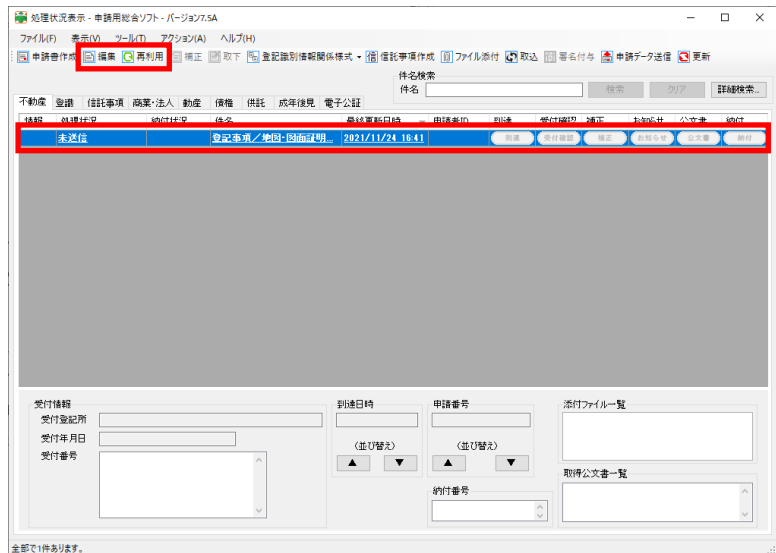 処理状況表示 - 申請用総合ソフト - バージョン7.5A
ファイル(F) 表示(V) ツール(T) アクション(A) ヘルプ(H)
申請書作成 編集 再利用 補正 取下 登記識別情報関係様式 信託事項作成 ファイル添付 取込 署名付与 申請データ送信 更新
件名検索
件名 検索 クリア 詳細検索..
不動産 登譜 信託事項 商業・法人 動産 債権 供託 成年後見 電子公証
情報 処理状況 納付状況 件名 最終更新日時 申請者ID 到達 受付確認 補正 お知らせ 公文書 納付
未送信 登記事項/地図・図面証明... 2021/11/24 16:41 到達 受付確認 補正 お知らせ 公文書 納付
受付情報 到達日時 申請番号 添付ファイル一覧
受付登記所
受付年月日
(並び替え) (並び替え)
受付番号
▲ ▼ ▲ ▼
取得公文書一覧
納付番号
全部で1件あります。